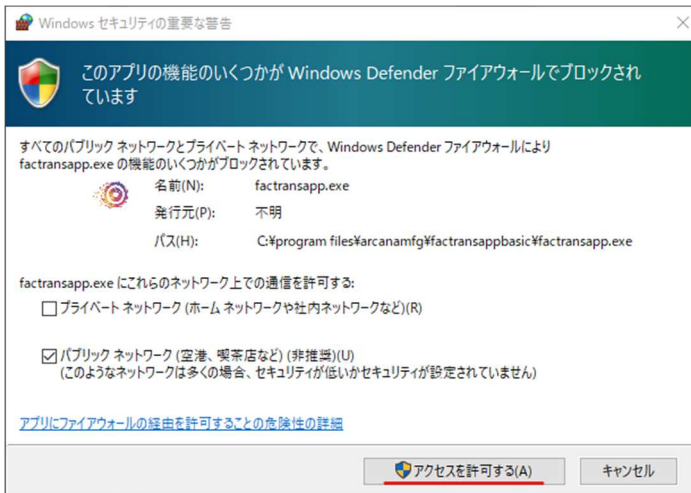 Windows セキュリティの重要な警告
このアプリの機能のいくつかが Windows Defender ファイアウォールでブロックされ
ています
すべてのパブリック ネットワークとプライベート ネットワークで、Windows Defender ファイアウォールにより
factransapp.exe の機能のいくつかがブロックされています。
名前(N): factransapp.exe
発行元(P): 不明
パス(H): C:¥program files¥arcanamfg¥factransappbasic¥factransapp.exe
factransapp.exe にこれらのネットワーク上での通信を許可する:
プライベート ネットワーク (ホーム ネットワークや社内ネットワークなど)(R)
パブリック ネットワーク (空港、喫茶店など) (非推奨)(U)
(このようなネットワークは多くの場合、セキュリティが低いかセキュリティが設定されていません)
アプリにファイアウォールの経由を許可することの危険性の詳細
アクセスを許可する(A) キャンセル